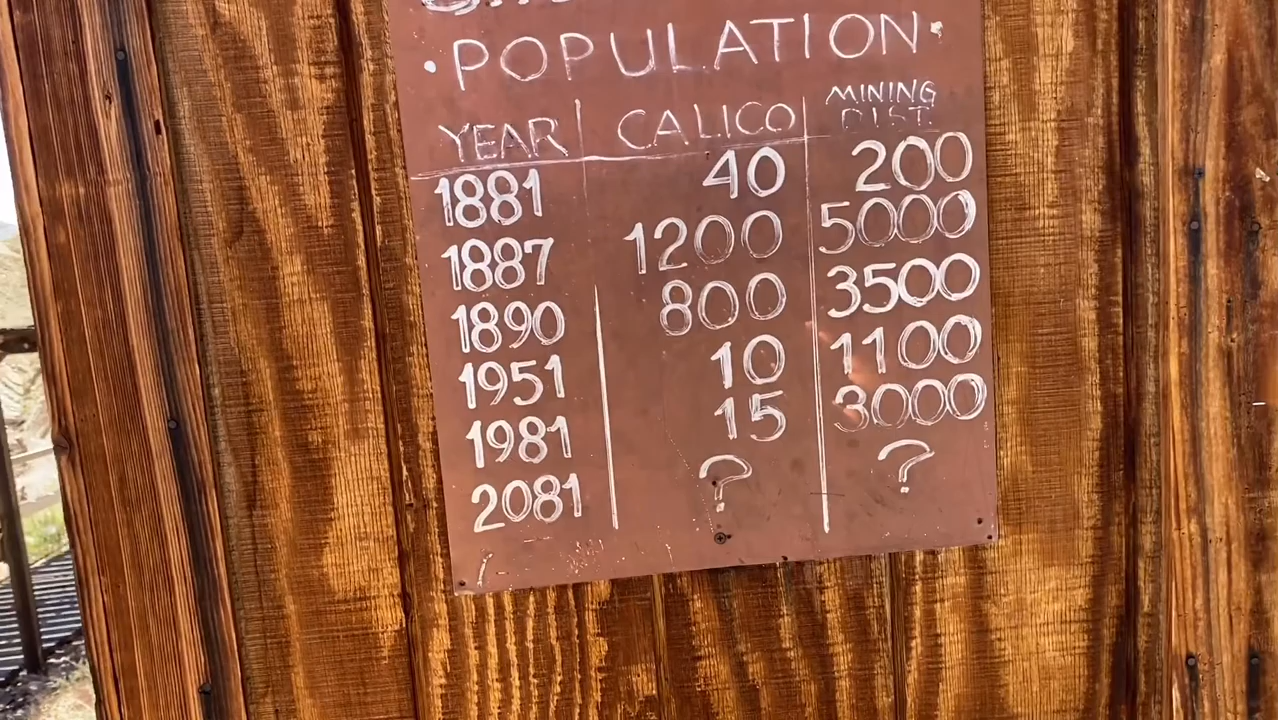 ·POPULATION·
YEAR CALICO MINING DIST.
1881 40 200
1887 1200 5000
1890 800 3500
1951 10 1100
1981 15 3000
2081 ? ?